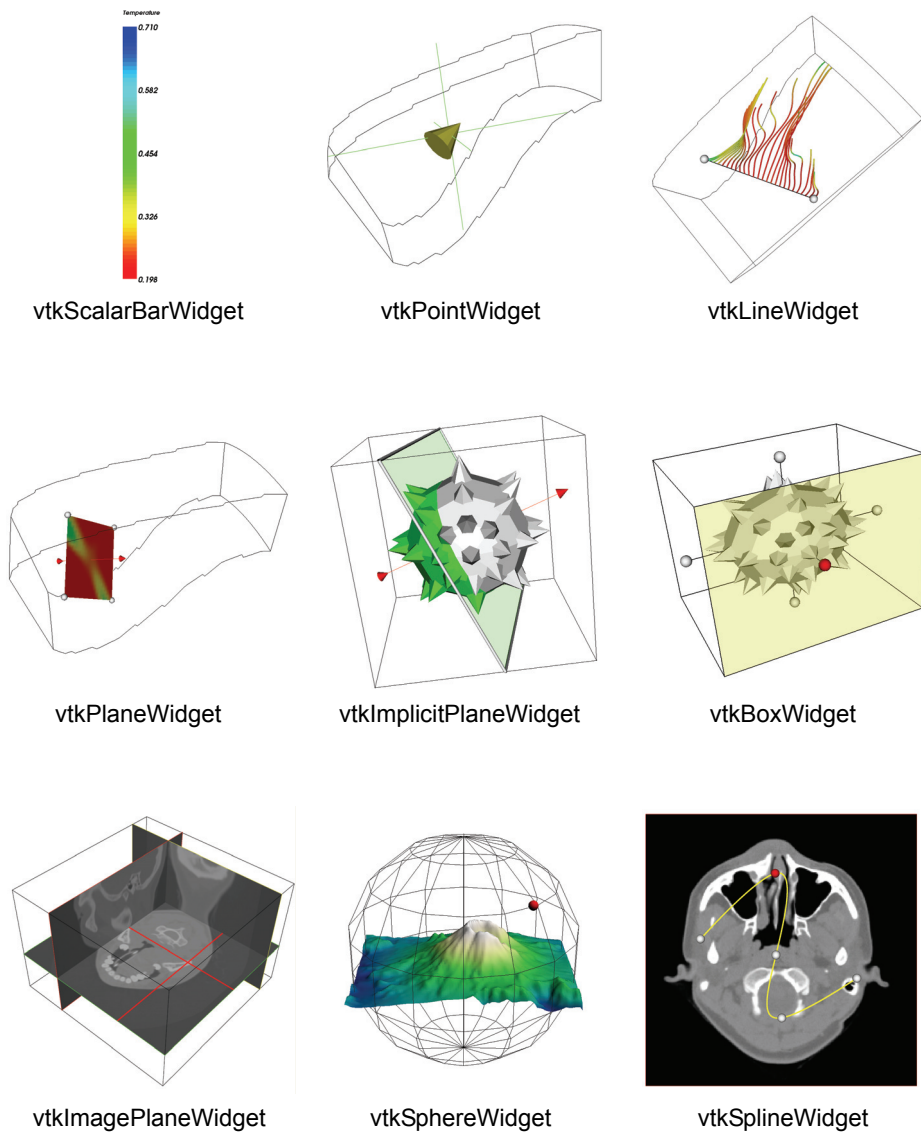 Temperature
0.710
0.582
0.454
0.326
0.198
vtkScalarBarWidget
vtkPointWidget
vtkLineWidget
vtkPlaneWidget
vtkImplicitPlaneWidget
vtkBoxWidget
vtkImagePlaneWidget
vtkSphereWidget
vtkSplineWidget